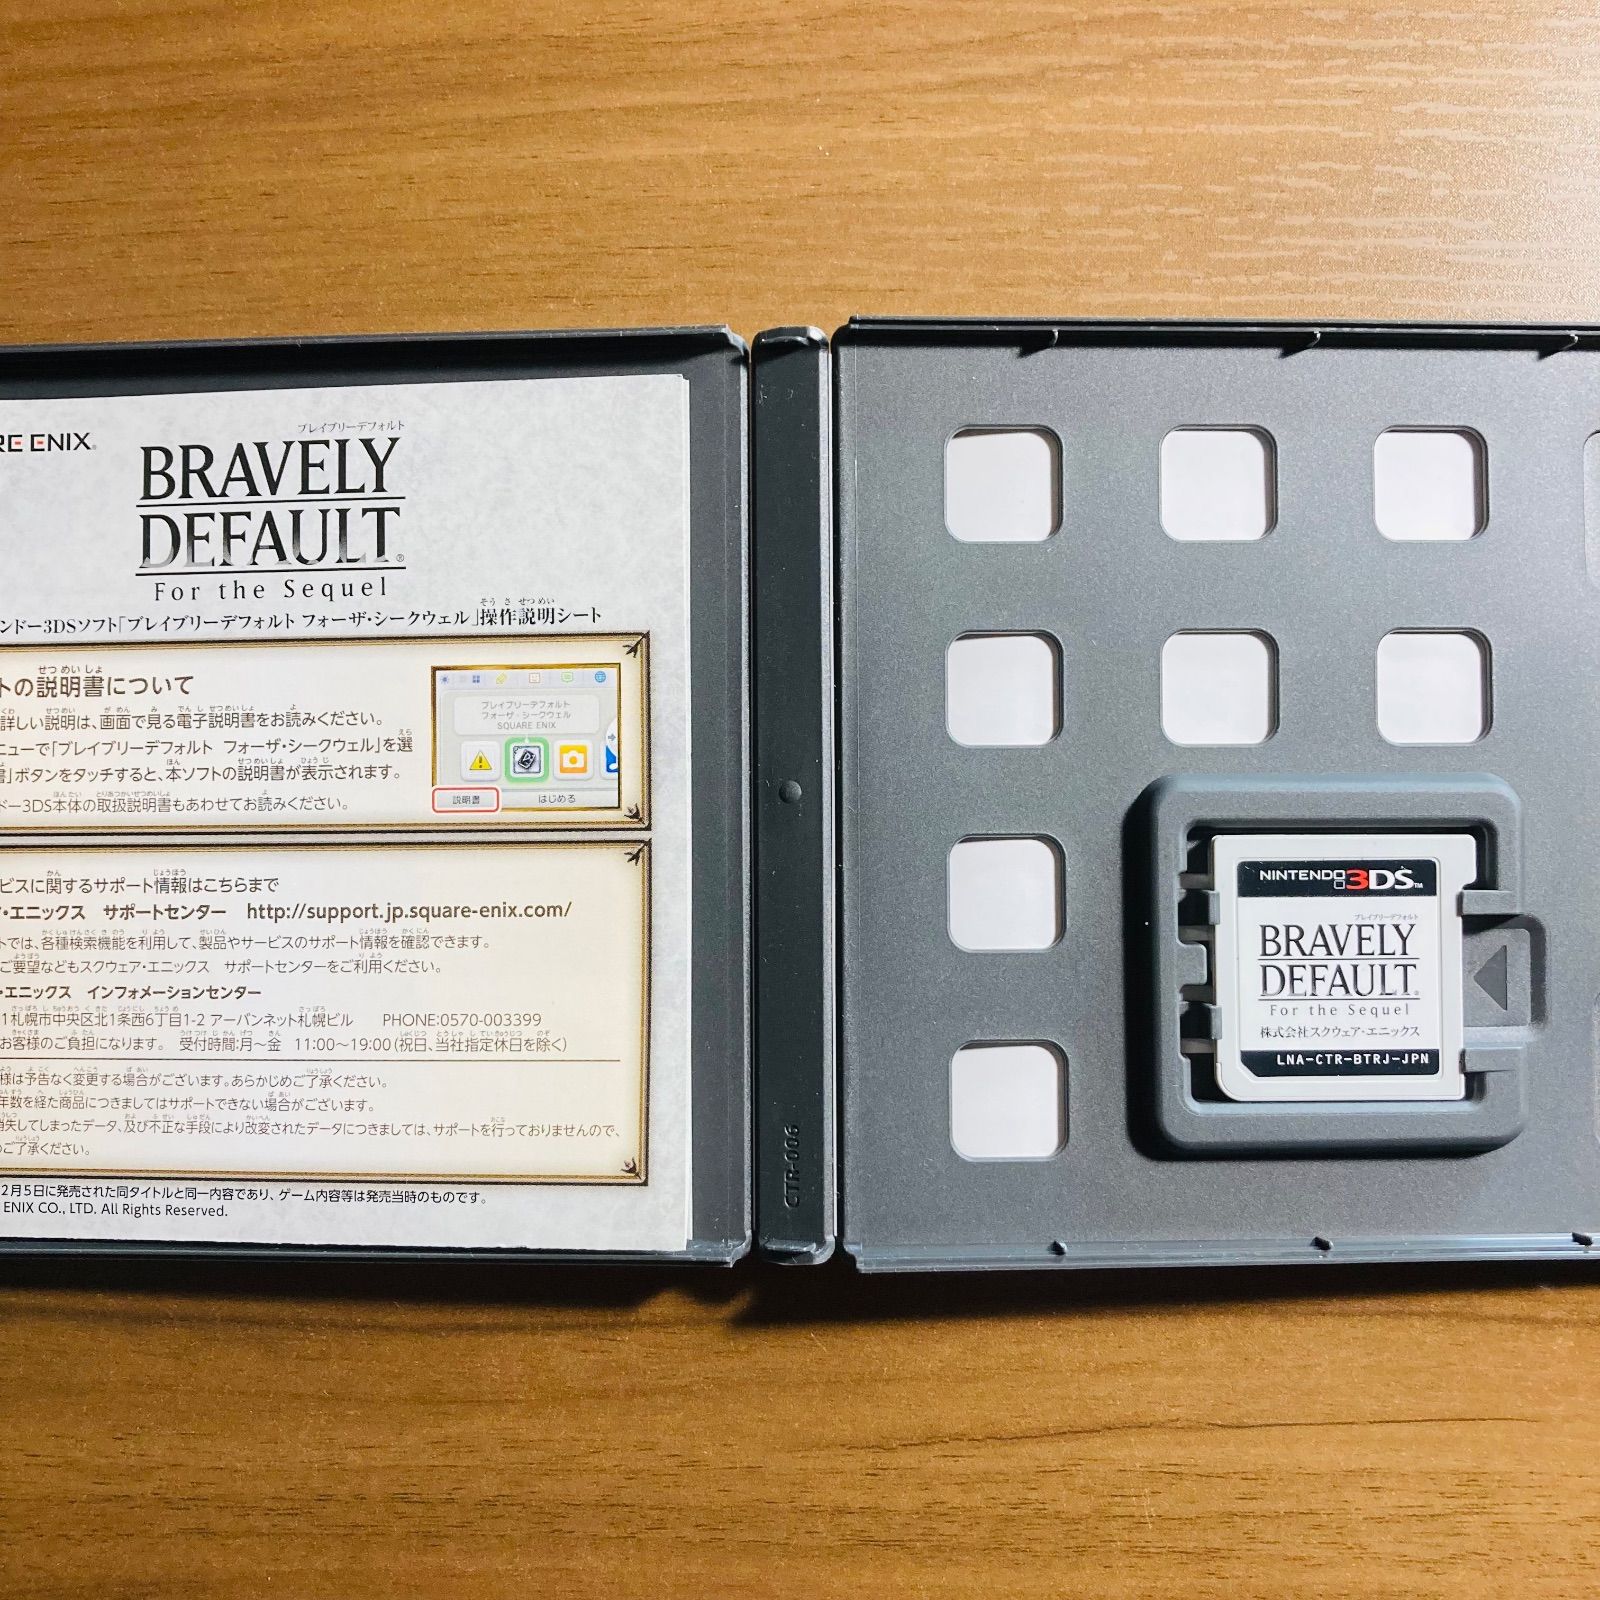 RE ENIX®
ブレイブリーデフォルト
BRAVELY
DEFAULT®
For the Sequel
ンドー3DSソフト「ブレイブリーデフォルト フォーザ・シークウェル」操作説明シート
トの説明書について
詳しい説明は、画面で見る電子説明書をお読みください。
ニューで「ブレイブリーデフォルト フォーザ・シークウェル」を選
書」ボタンをタッチすると、本ソフトの説明書が表示されます。
ドー3DS本体の取扱説明書もあわせてお読みください。
ブレイブリーデフォルト
フォーザ・シークウェル
SQUARE ENIX
説明書
はじめる
ビスに関するサポート情報はこちらまで
・エニックス サポートセンター http://support.jp.square-enix.com/
トでは、各種検索機能を利用して、製品やサービスのサポート情報を確認できます。
ご要望などもスクウェア・エニックス サポートセンターをご利用ください。
・エニックス インフォメーションセンター
1 札幌市中央区北1条西6丁目1-2 アーバンネット札幌ビル PHONE:0570-003399
お客様のご負担になります。 受付時間:月～金 11:00～19:00(祝日、当社指定休日を除く)
様は予告なく変更する場合がございます。あらかじめご了承ください。
年数を経た商品につきましてはサポートできない場合がございます。
消失してしまったデータ、及び不正な手段により改変されたデータにつきましては、サポートを行っておりませんので、
のご了承ください。
2月5日に発売された同タイトルと同一内容であり、ゲーム内容等は発売当時のものです。
ENIX CO., LTD. All Rights Reserved.
CTR-006
NINTENDO 3DS™
ブレイブリーデフォルト
BRAVELY
DEFAULT®
For the Sequel
株式会社スクウェア・エニックス
LNA-CTR-BTRJ-JPN